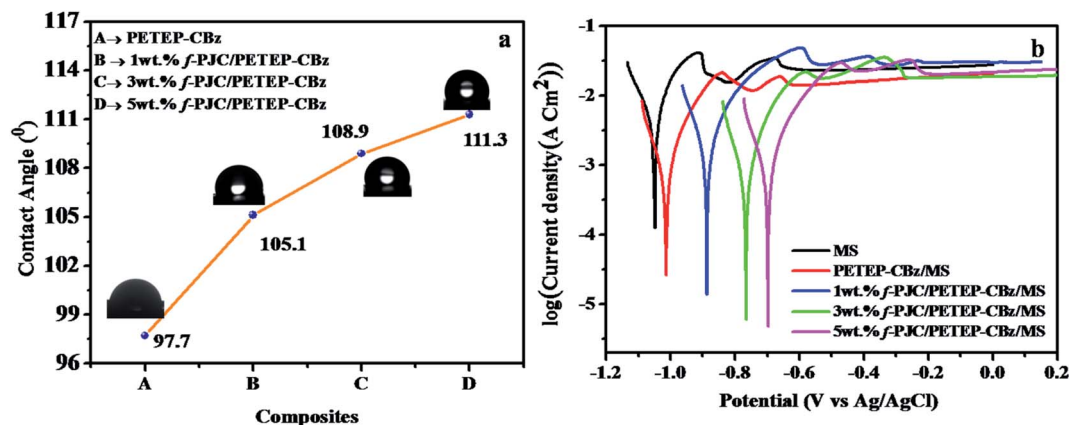 117
114
111
108
105
102
99
96
Contact Angle (⁰)
A→ PETEP-CBz
B → 1wt.% f-PJC/PETEP-CBz
C→ 3wt.% f-PJC/PETEP-CBz
D→ 5wt.% f-PJC/PETEP-CBz
a
97.7
105.1
108.9
111.3
A
B
C
D
Composites
-1
-2
-3
-4
-5
log(Current density(A Cm⁻²)
b
MS
PETEP-CBz/MS
1wt.% f-PJC/PETEP-CBz/MS
3wt.% f-PJC/PETEP-CBz/MS
5wt.% f-PJC/PETEP-CBz/MS
-1.2
-1.0
-0.8
-0.6
-0.4
-0.2
0.0
0.2
Potential (V vs Ag/AgCl)